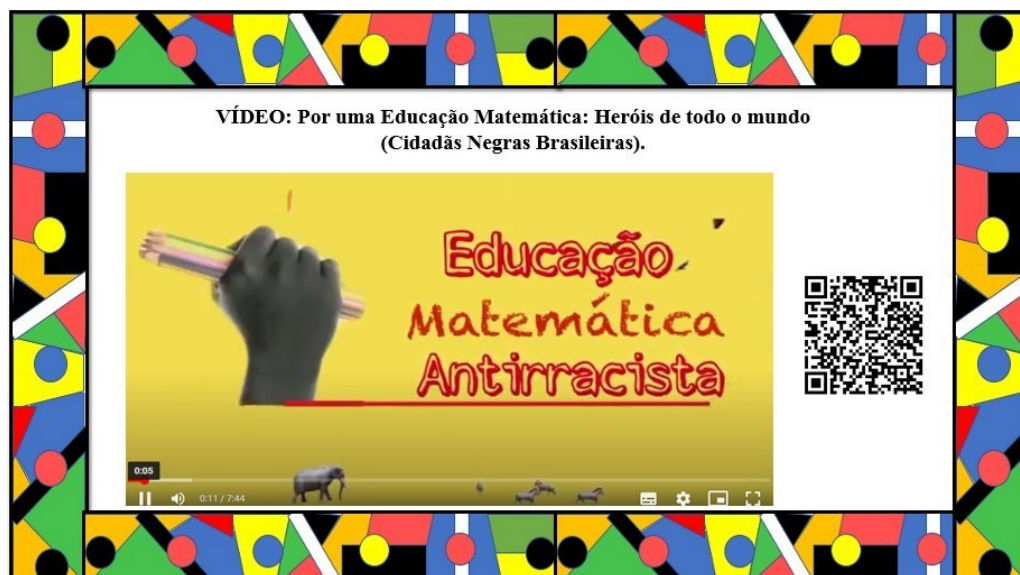 VÍDEO: Por uma Educação Matemática: Heróis de todo o mundo
(Cidadãs Negras Brasileiras).
Educação
Matemática
Antirracista
0:05
0:11 / 7:44